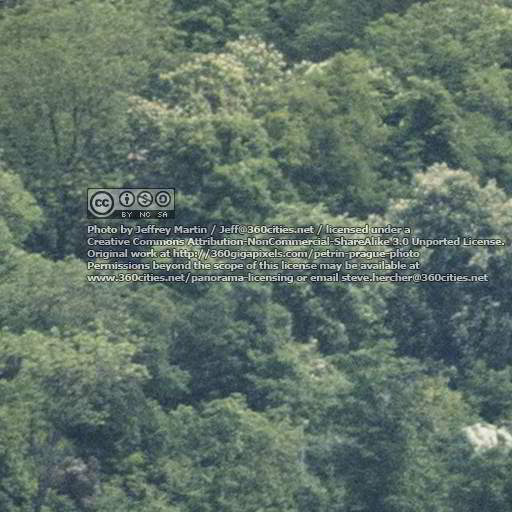 cc
BY NC SA
Photo by Jeffrey Martin / Jeff@360cities.net / licensed under a
Creative Commons Attribution-NonCommercial-ShareAlike 3.0 Unported License.
Original work at http://360gigapixels.com/petrin-prague-photo
Permissions beyond the scope of this license may be available at
www.360cities.net/panorama-licensing or email steve.hercher@360cities.net